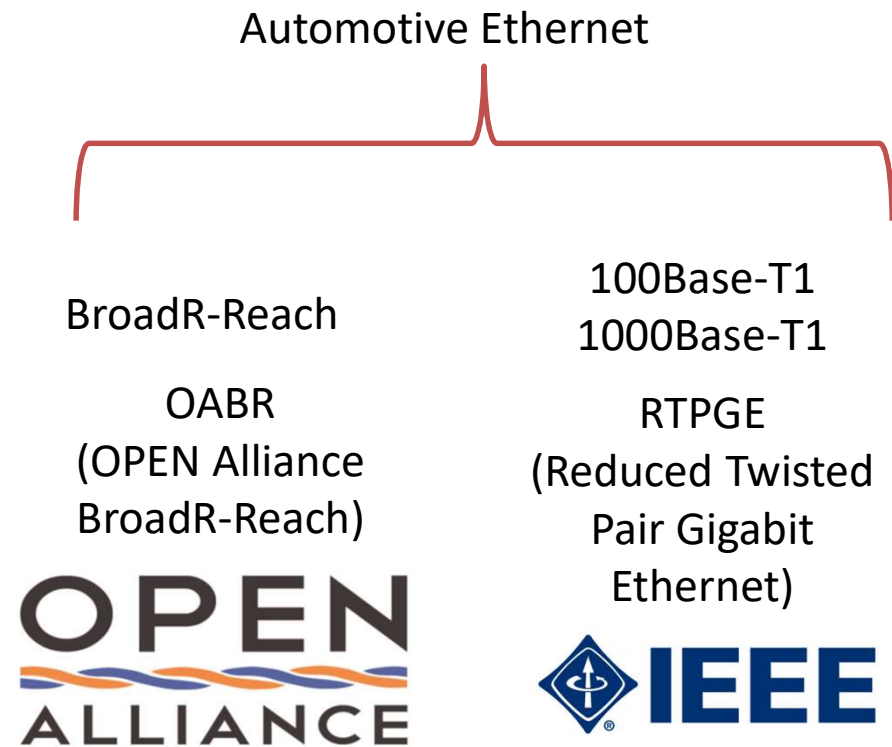 Automotive Ethernet
BroadR-Reach
OABR
(OPEN Alliance
BroadR-Reach)
OPEN
ALLIANCE
100Base-T1
1000Base-T1
RTPGE
(Reduced Twisted
Pair Gigabit
Ethernet)
IEEE
®